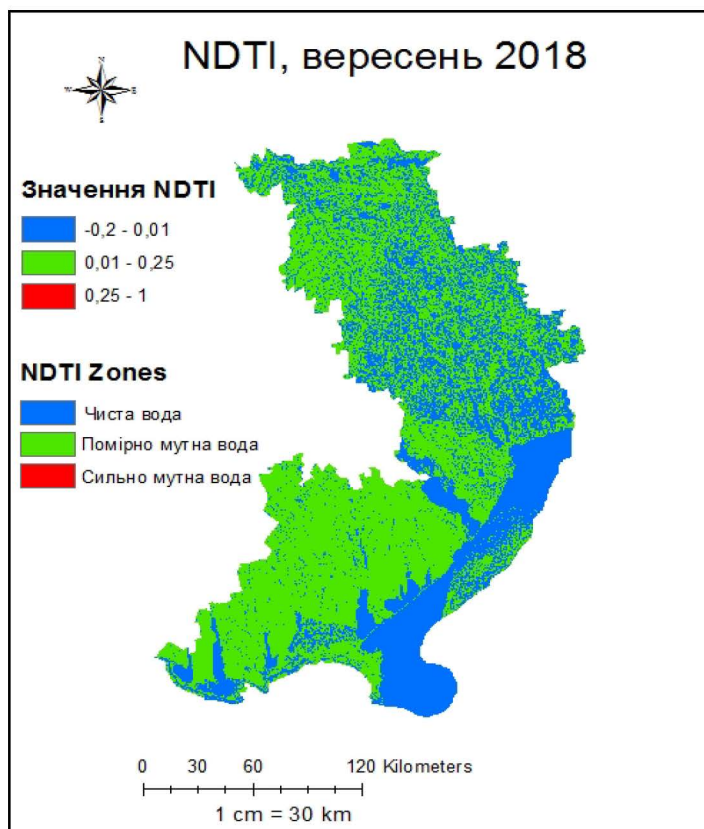 NDTI, вересень 2018
N
W E
S
Значення NDTI
-0,2 - 0,01
0,01 - 0,25
0,25 - 1
NDTI Zones
Чиста вода
Помірно мутна вода
Сильно мутна вода
0 30 60 120 Kilometers
1 cm = 30 km